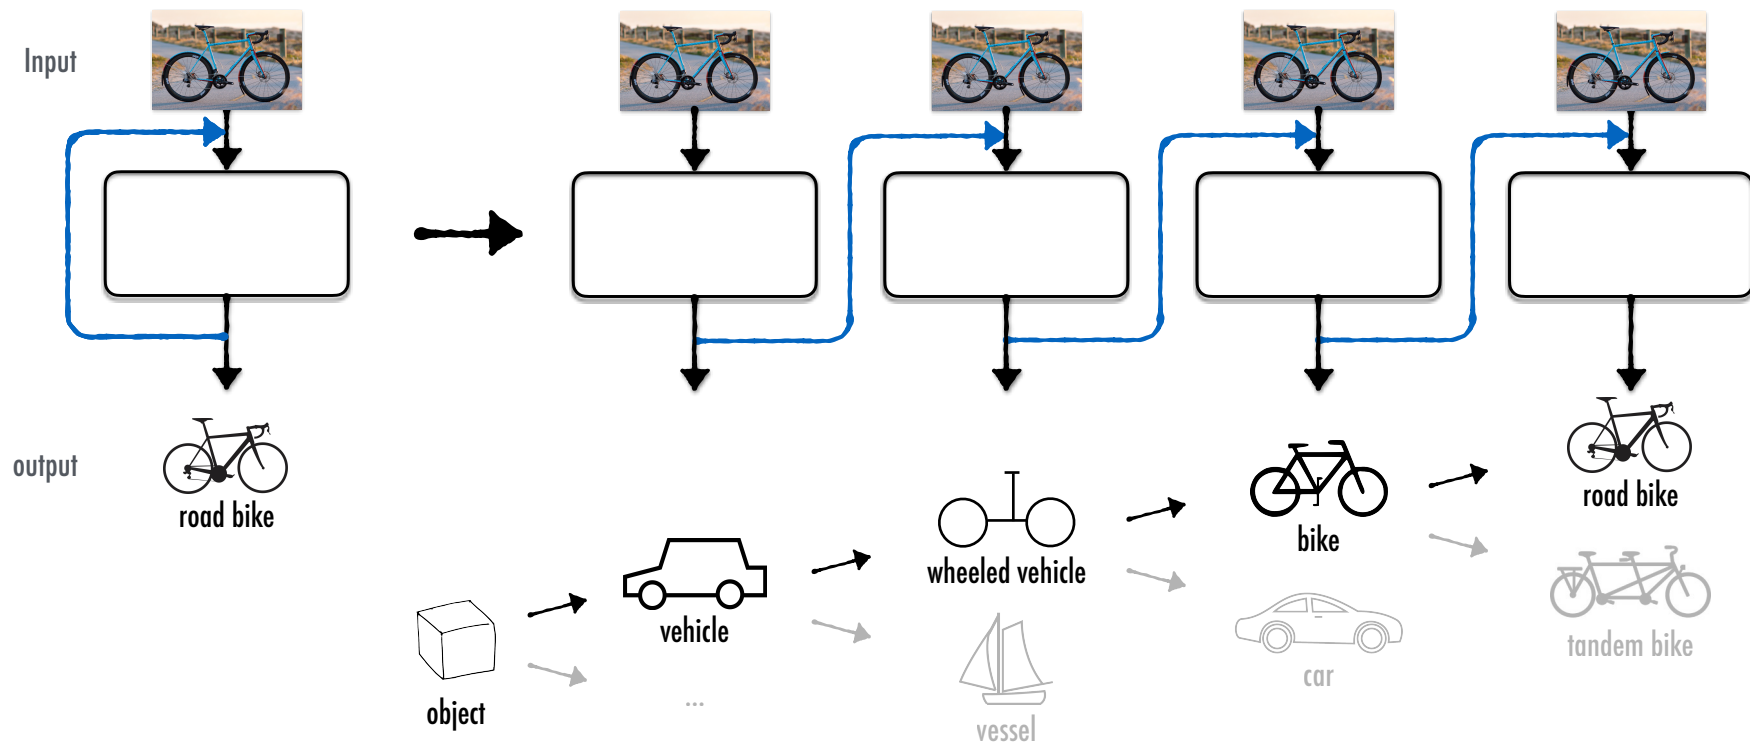 Input
output
road bike
object
vehicle
...
wheeled vehicle
vessel
bike
car
road bike
tandem bike